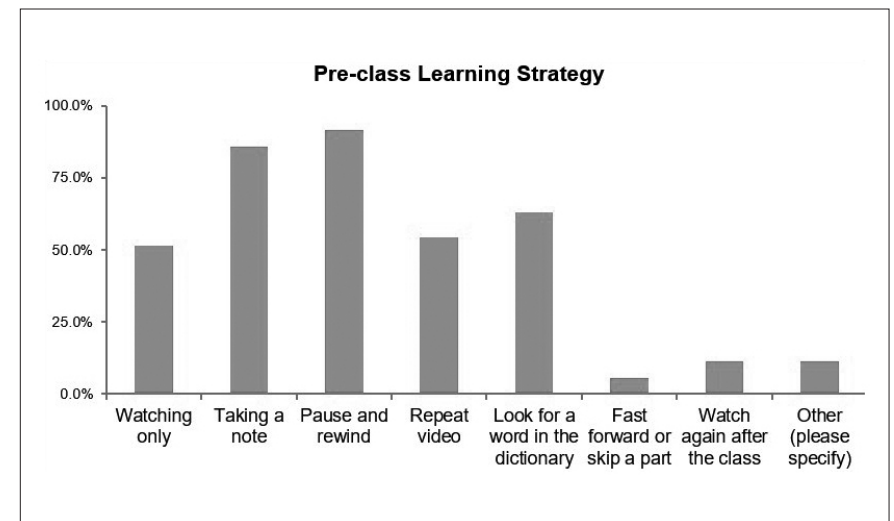 Pre-class Learning Strategy
100.0%
75.0%
50.0%
25.0%
0.0%
Watching
only
Taking a
note
Pause and
rewind
Repeat
video
Look for a
word in the
dictionary
Fast
forward or
skip a part
Watch
again after
the class
Other
(please
specify)